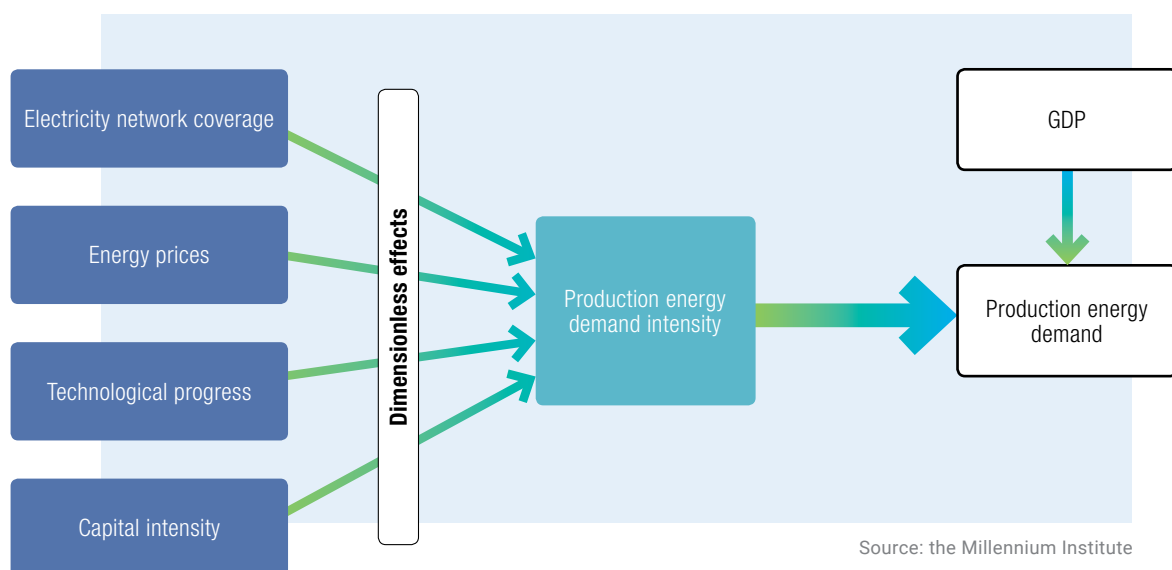 Electricity network coverage
Energy prices
Technological progress
Capital intensity
Dimensionless effects
Production energy
demand intensity
GDP
Production energy
demand
Source: the Millennium Institute